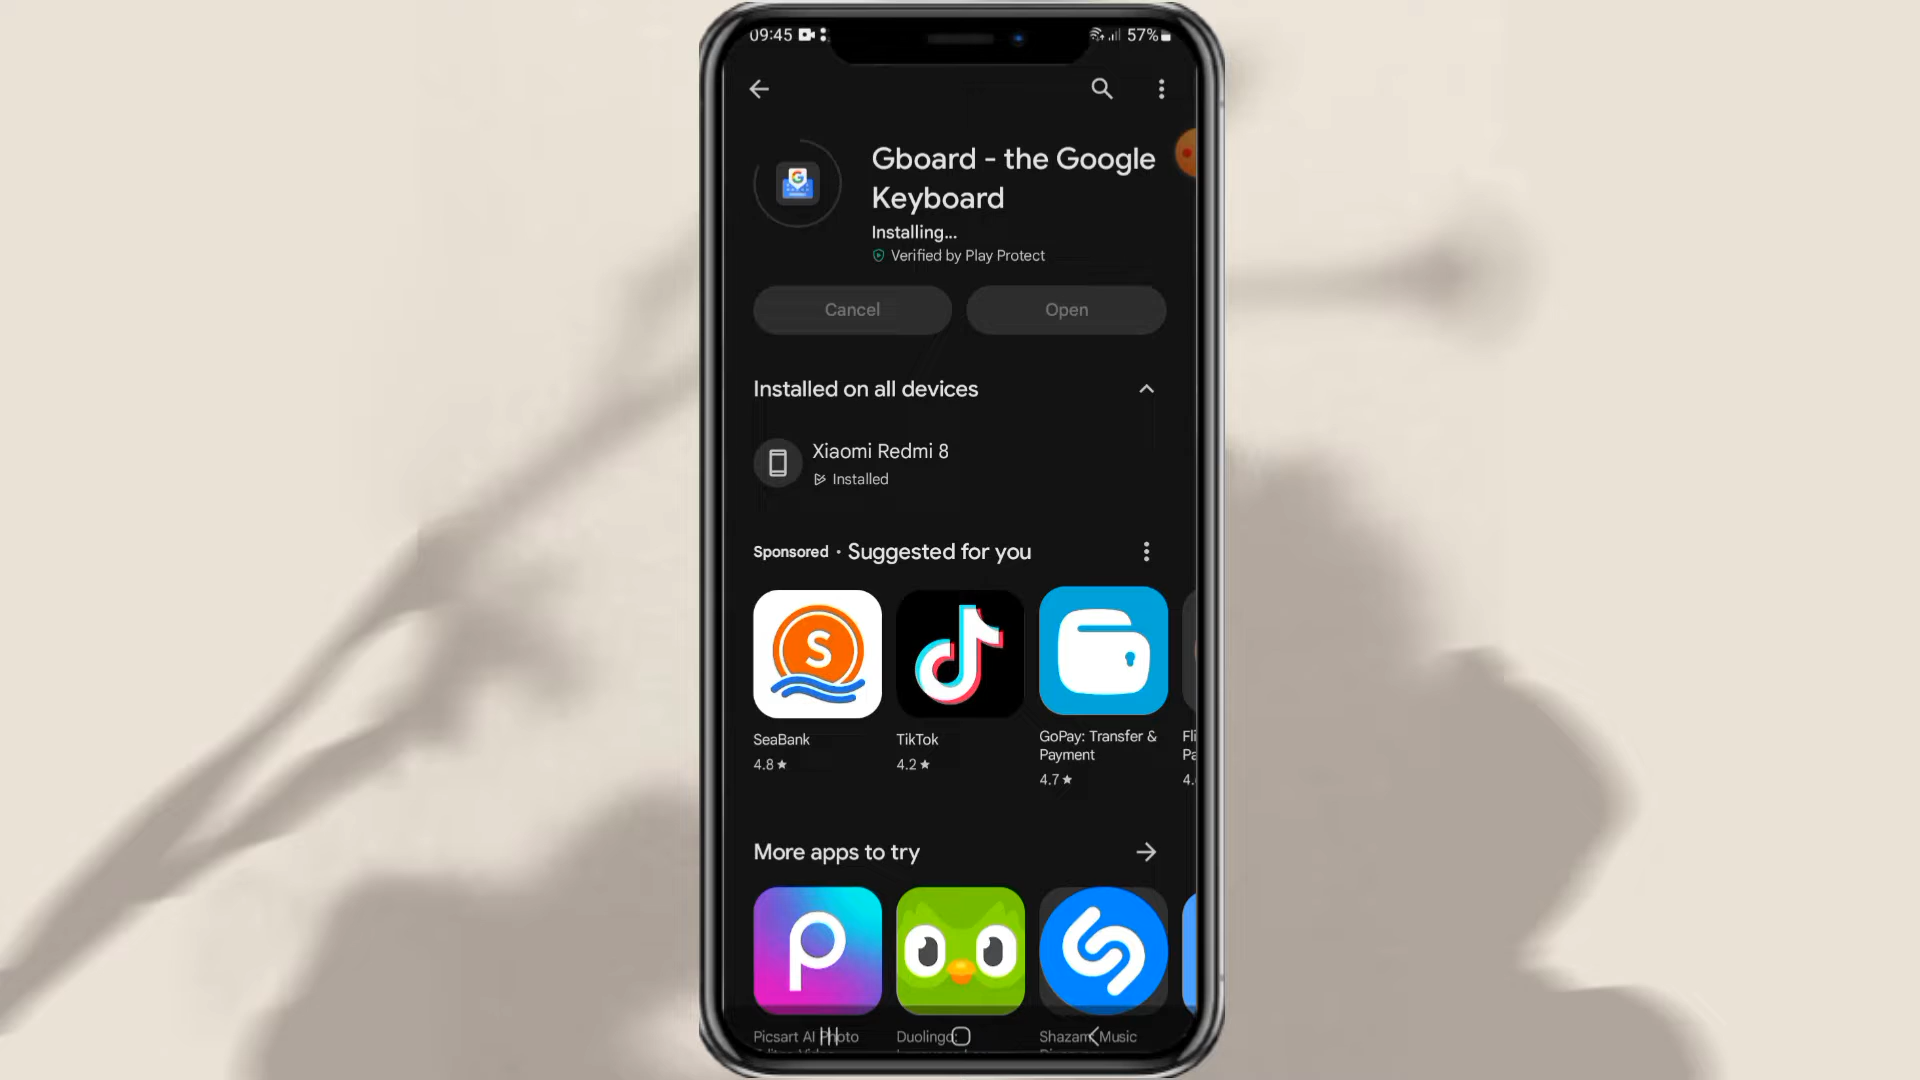 09:45 57%
Gboard - the Google
Keyboard
Installing...
Verified by Play Protect
Cancel Open
Installed on all devices
Xiaomi Redmi 8
Installed
Sponsored • Suggested for you
S
SeaBank TikTok GoPay: Transfer & Payment
4.8★ 4.2★ 4.7★
More apps to try
Picsart AI Photo Duolingo: Shazam Music